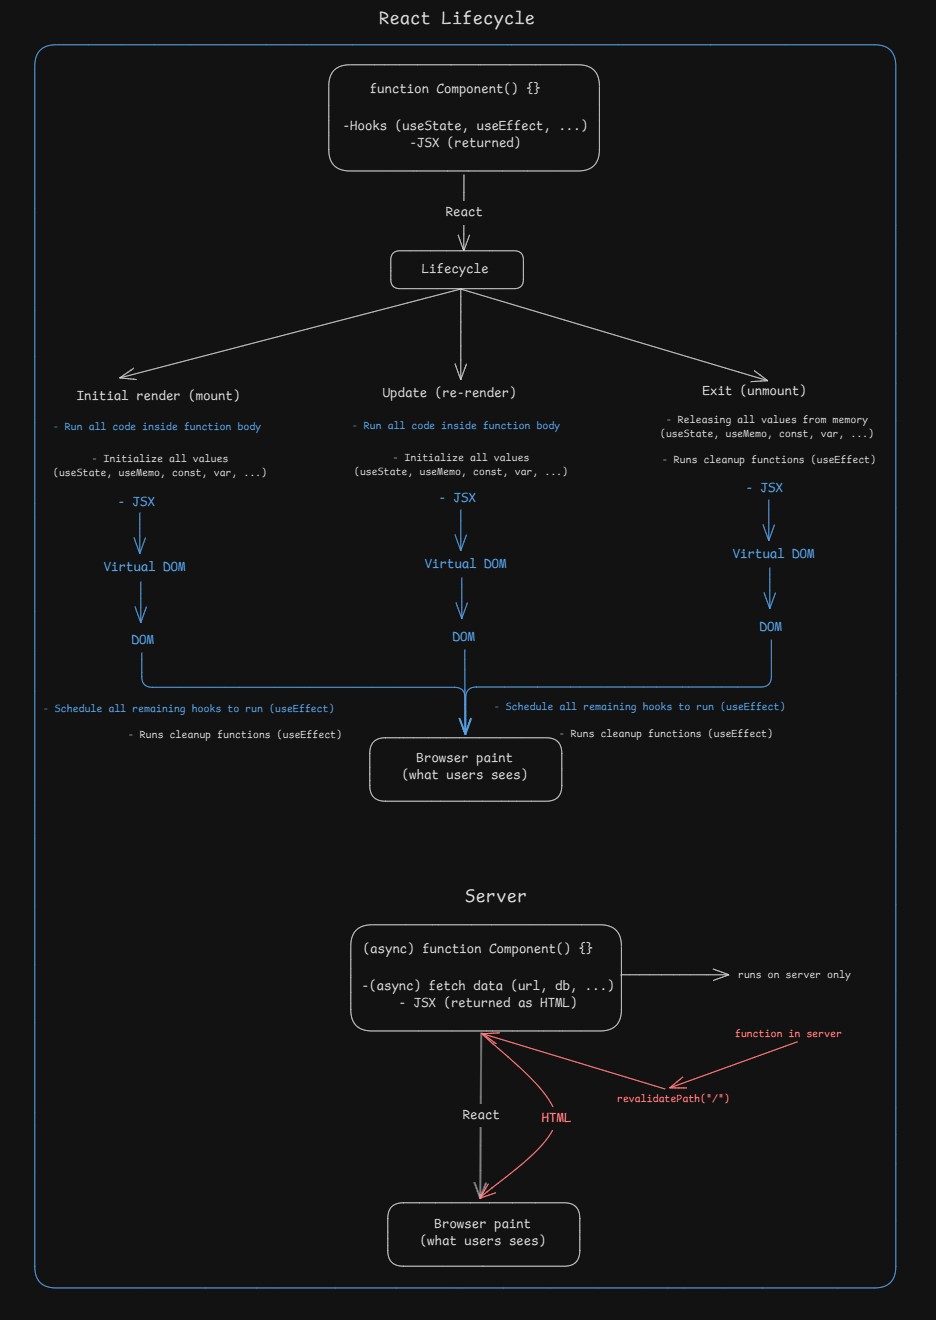 React Lifecycle
function Component() {}
-Hooks (useState, useEffect, ...)
-JSX (returned)
React
Lifecycle
Initial render (mount)
- Run all code inside function body
- Initialize all values
(useState, useMemo, const, var, ...)
- JSX
Virtual DOM
DOM
Update (re-render)
- Run all code inside function body
- Initialize all values
(useState, useMemo, const, var, ...)
- JSX
Virtual DOM
DOM
Exit (unmount)
- Releasing all values from memory
(useState, useMemo, const, var, ...)
- Runs cleanup functions (useEffect)
- JSX
Virtual DOM
DOM
- Schedule all remaining hooks to run (useEffect)
- Runs cleanup functions (useEffect)
- Schedule all remaining hooks to run (useEffect)
- Runs cleanup functions (useEffect)
Browser paint
(what users sees)
Server
(async) function Component() {}
-(async) fetch data (url, db, ...)
- JSX (returned as HTML)
runs on server only
function in server
revalidatePath("/")
React
HTML
Browser paint
(what users sees)